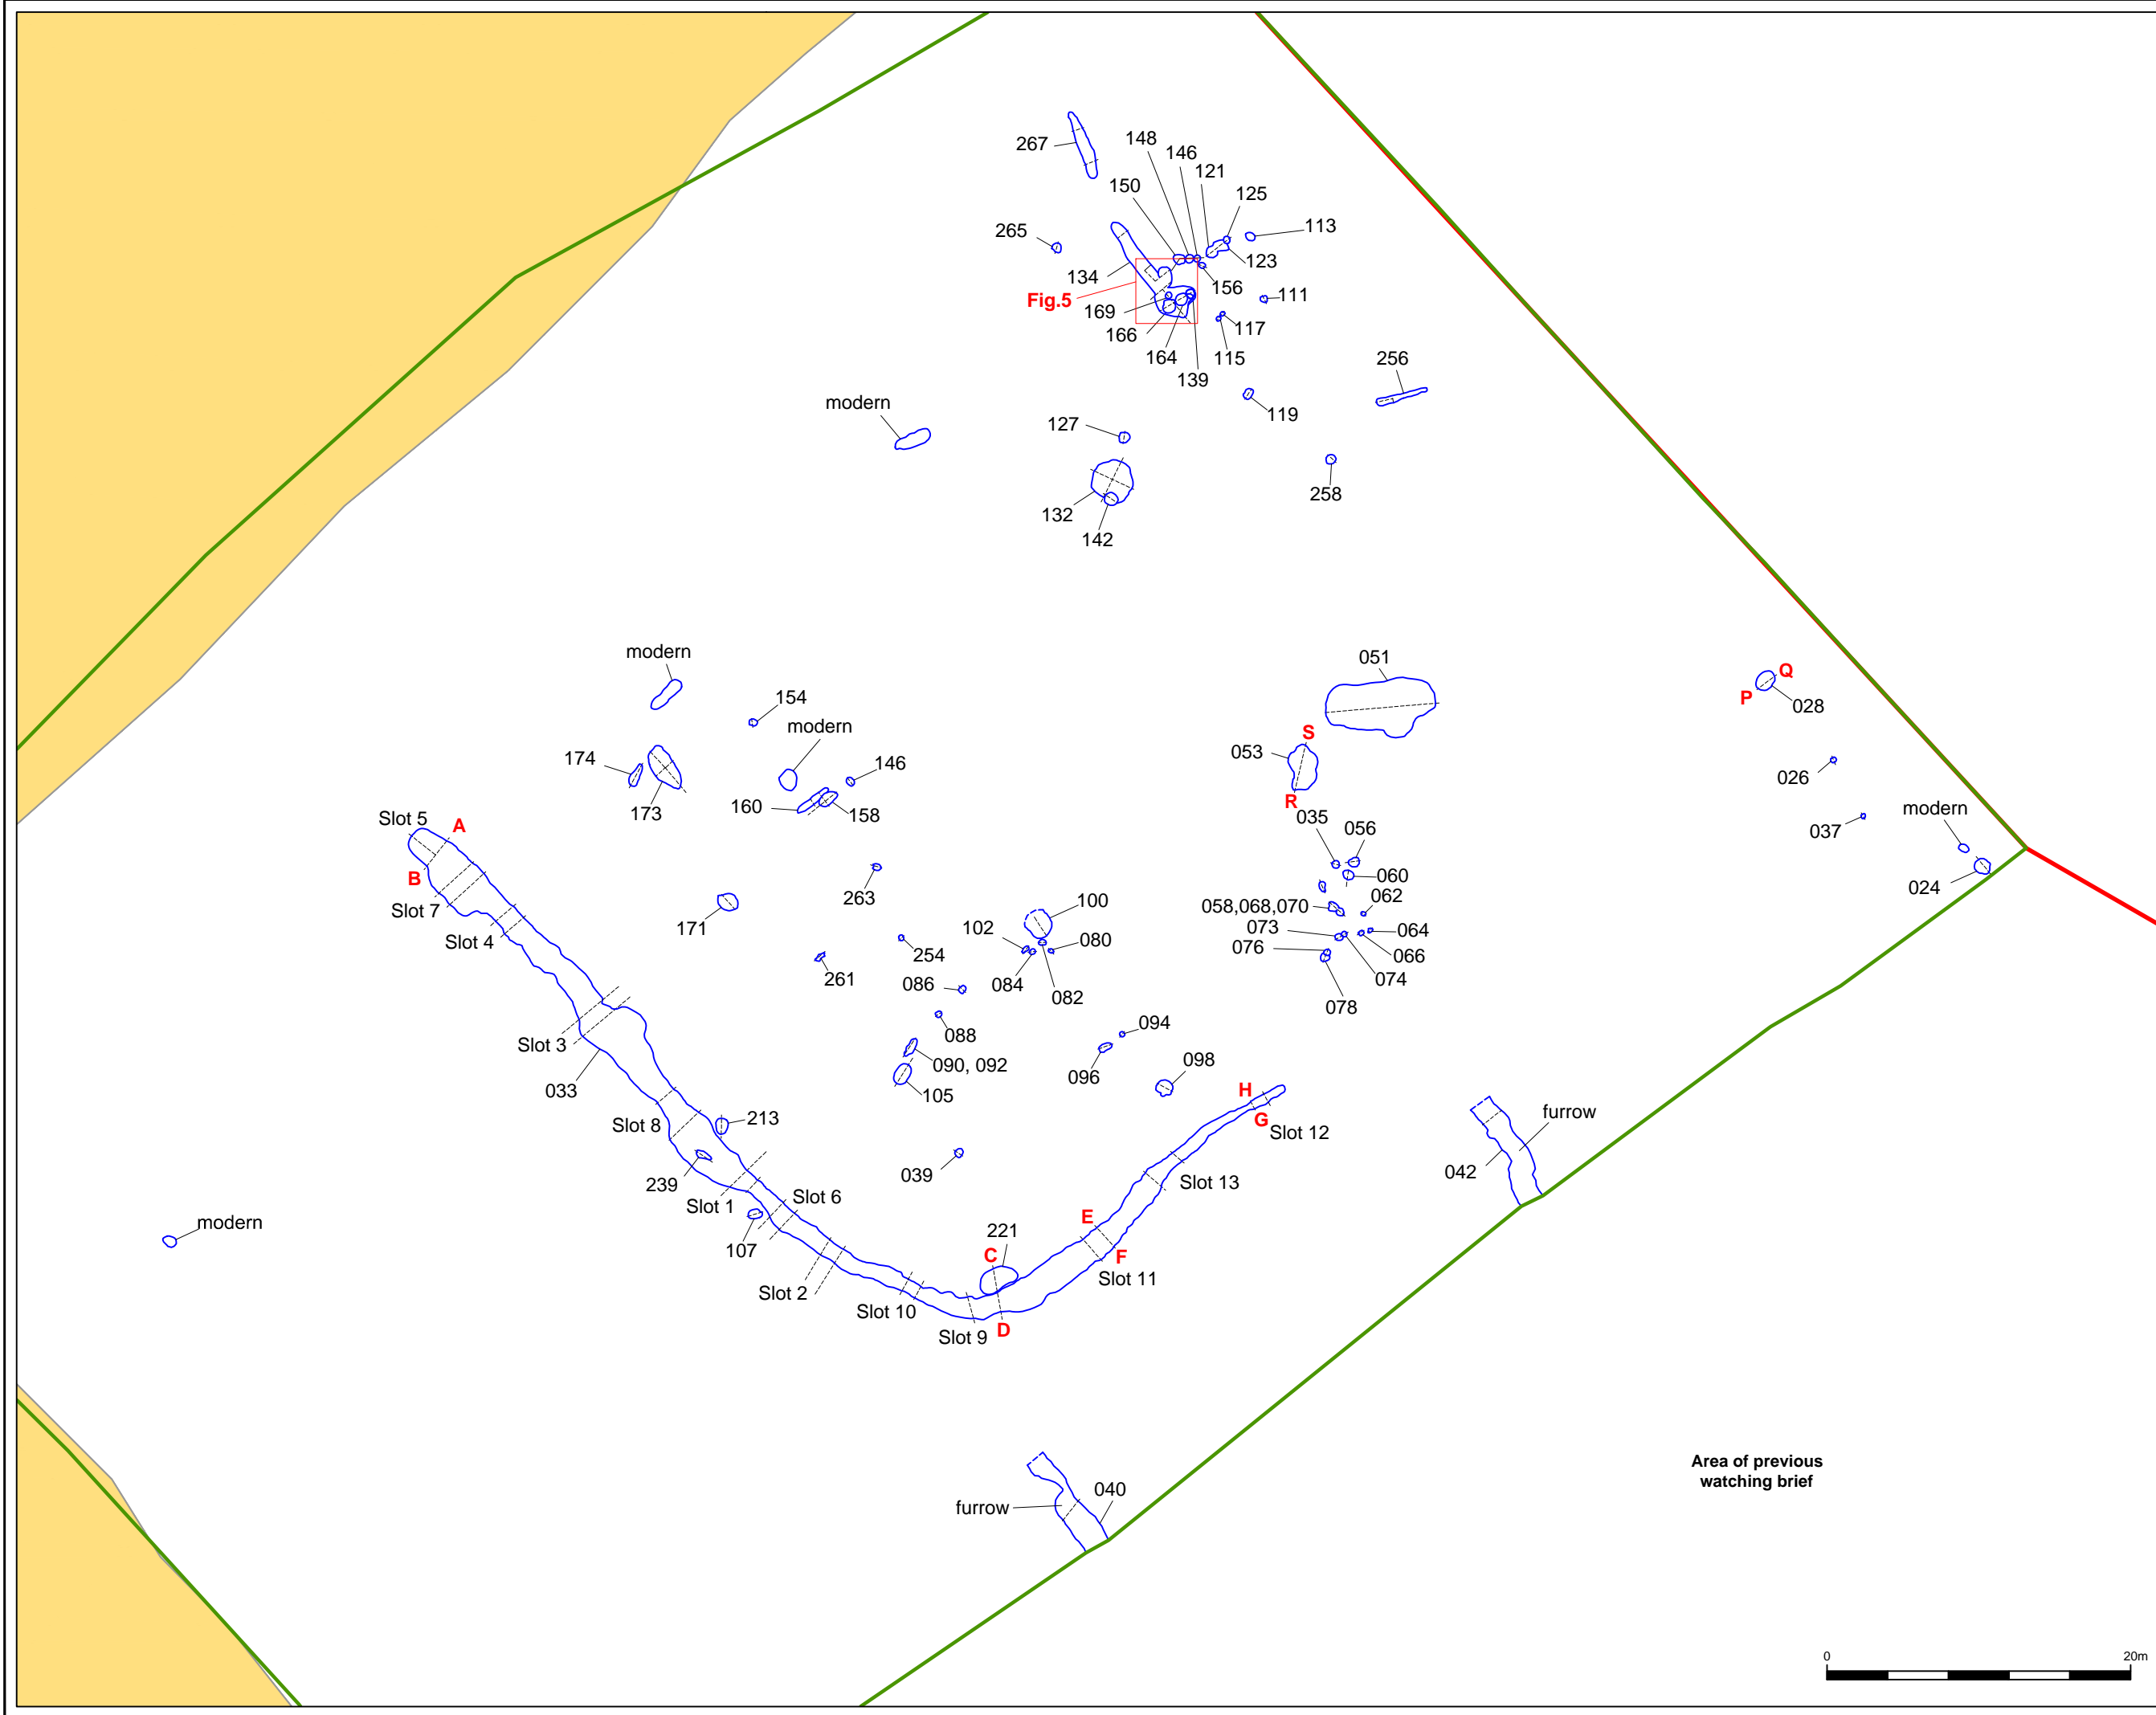 267
148
146
121
150
125
113
265
123
134
156
Fig.5
111
169
117
166
164
115
139
256
modern
119
127
258
132
142
modern
051
154
modern
Q
P
028
S
174
053
146
026
R
173
160
158
035
modern
Slot 5
A
056
037
B
263
060
024
Slot 7
100
058,068,070
062
171
102
073
064
Slot 4
080
254
076
066
261
086
084
082
074
078
088
094
Slot 3
090, 092
098
096
033
105
H
213
G
Slot 8
Slot 12
furrow
042
239
039
Slot 13
Slot 1
Slot 6
E
modern
221
107
C
F
Slot 11
Slot 2
Slot 10
D
Slot 9
Area of previous
watching brief
040
furrow
0
20m